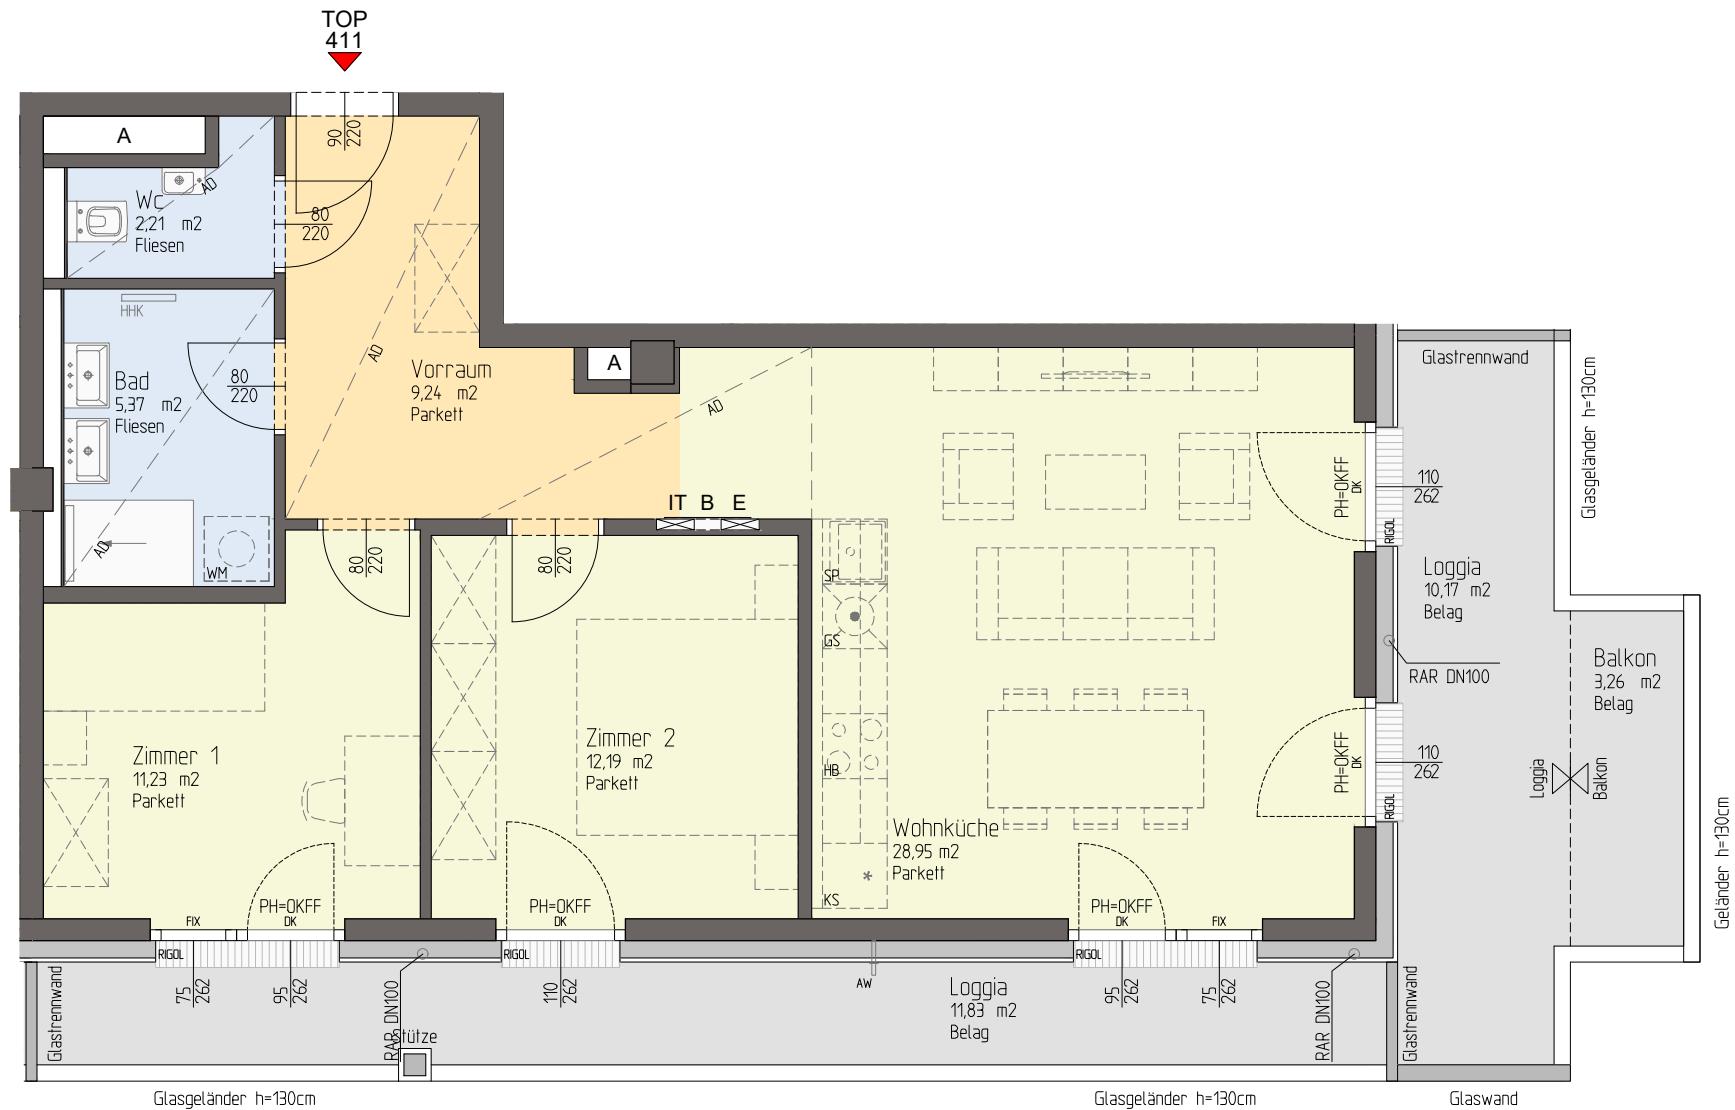 TOP
411
90
220
A
Wc
2,21 m2
Fliesen
AD
80
220
HHK
Bad
5,37 m2
Fliesen
80
220
AD
WM
AD
Vorraum
9,24 m2
Parkett
A
AD
IT B E
80
220
80
220
Zimmer 1
11,23 m2
Parkett
Zimmer 2
12,19 m2
Parkett
SP
GS
HB
KS
*
Wohnküche
28,95 m2
Parkett
PH=OKFF
DK
RIGOL
110
262
PH=OKFF
DK
RIGOL
110
262
Glastrennwand
Glasgeländer h=130cm
Loggia
10,17 m2
Belag
RAR DN100
Balkon
3,26 m2
Belag
Loggia
Balkon
Geländer h=130cm
FIX
PH=OKFF
DK
PH=OKFF
DK
PH=OKFF
DK
FIX
RIGOL
RIGOL
RIGOL
75
262
95
262
110
262
95
262
75
262
Glastrennwand
RAR DN100
Stütze
AW
Loggia
11,83 m2
Belag
RAR DN100
Glastrennwand
Glasgeländer h=130cm
Glasgeländer h=130cm
Glaswand